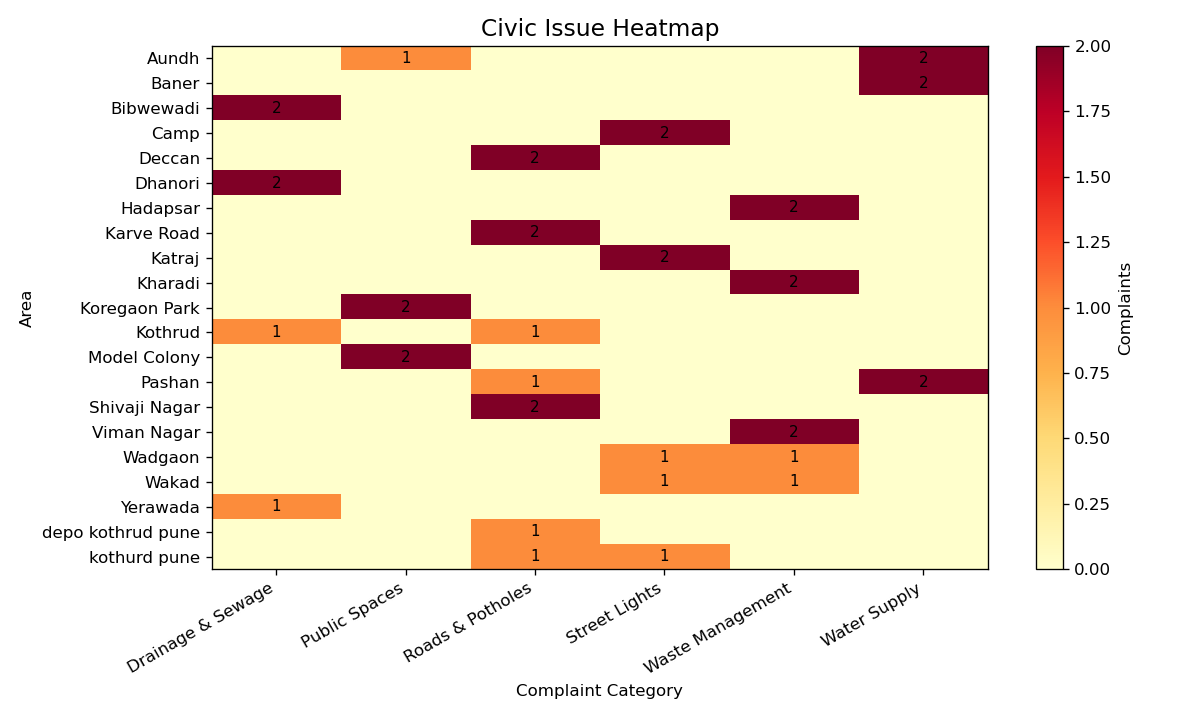 Civic Issue Heatmap
Area
Aundh 1 2
Baner 2
Bibwewadi 2
Camp 2
Deccan 2
Dhanori 2
Hadapsar 2
Karve Road 2
Katraj 2
Kharadi 2
Koregaon Park 2
Kothrud 1 1
Model Colony 2
Pashan 1 2
Shivaji Nagar 2
Viman Nagar 2
Wadgaon 1 1
Wakad 1 1
Yerawada 1
depo kothrud pune 1
kothurd pune 1 1
Drainage & Sewage
Public Spaces
Roads & Potholes
Street Lights
Waste Management
Water Supply
Complaint Category
2.00
1.75
1.50
1.25
1.00
0.75
0.50
0.25
0.00
Complaints